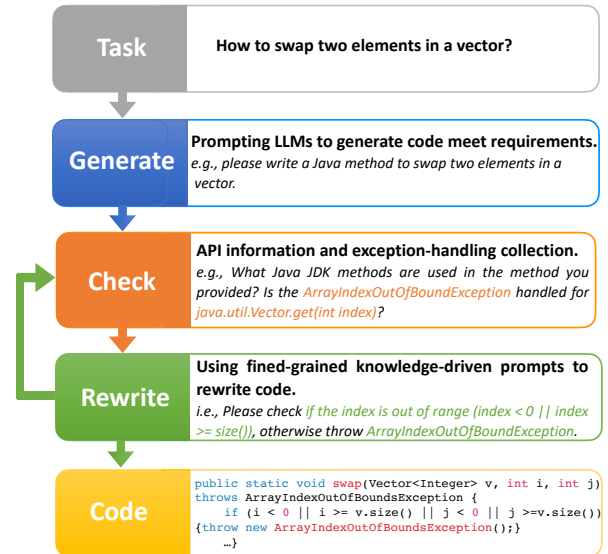 Task
How to swap two elements in a vector?
Generate
Prompting LLMs to generate code meet requirements.
e.g., please write a Java method to swap two elements in a
vector.
Check
API information and exception-handling collection.
e.g., What Java JDK methods are used in the method you
provided? Is the ArrayIndexOutOfBoundException handled for
java.util.Vector.get(int index)?
Rewrite
Using fined-grained knowledge-driven prompts to
rewrite code.
i.e., Please check if the index is out of range (index < 0 || index
>= size()), otherwise throw ArrayIndexOutOfBoundException.
Code
public static void swap(Vector<Integer> v, int i, int j)
throws ArrayIndexOutOfBoundsException {
if (i < 0 || i >= v.size() || j < 0 || j >=v.size())
{throw new ArrayIndexOutOfBoundsException();}
…}